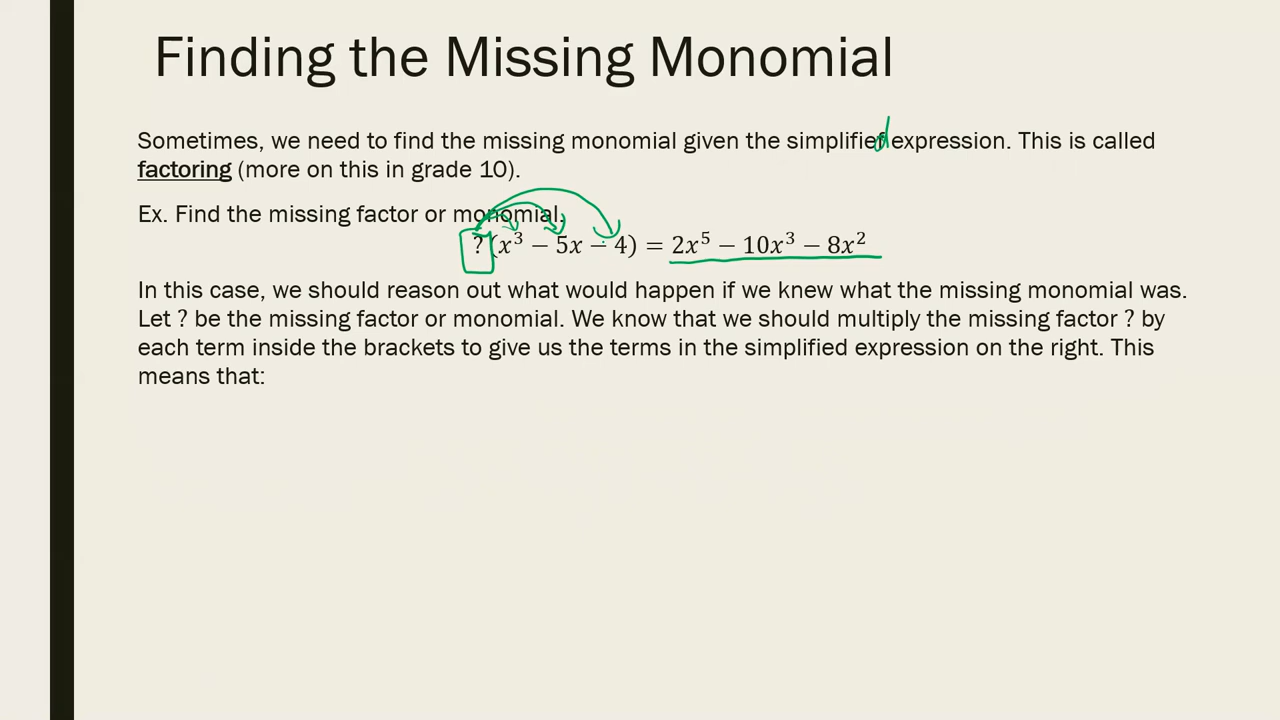 Finding the Missing Monomial
Sometimes, we need to find the missing monomial given the simplified expression. This is called
factoring (more on this in grade 10).
Ex. Find the missing factor or monomial.
? (x³ − 5x − 4) = 2x⁵ − 10x³ − 8x²
In this case, we should reason out what would happen if we knew what the missing monomial was.
Let ? be the missing factor or monomial. We know that we should multiply the missing factor ? by
each term inside the brackets to give us the terms in the simplified expression on the right. This
means that: